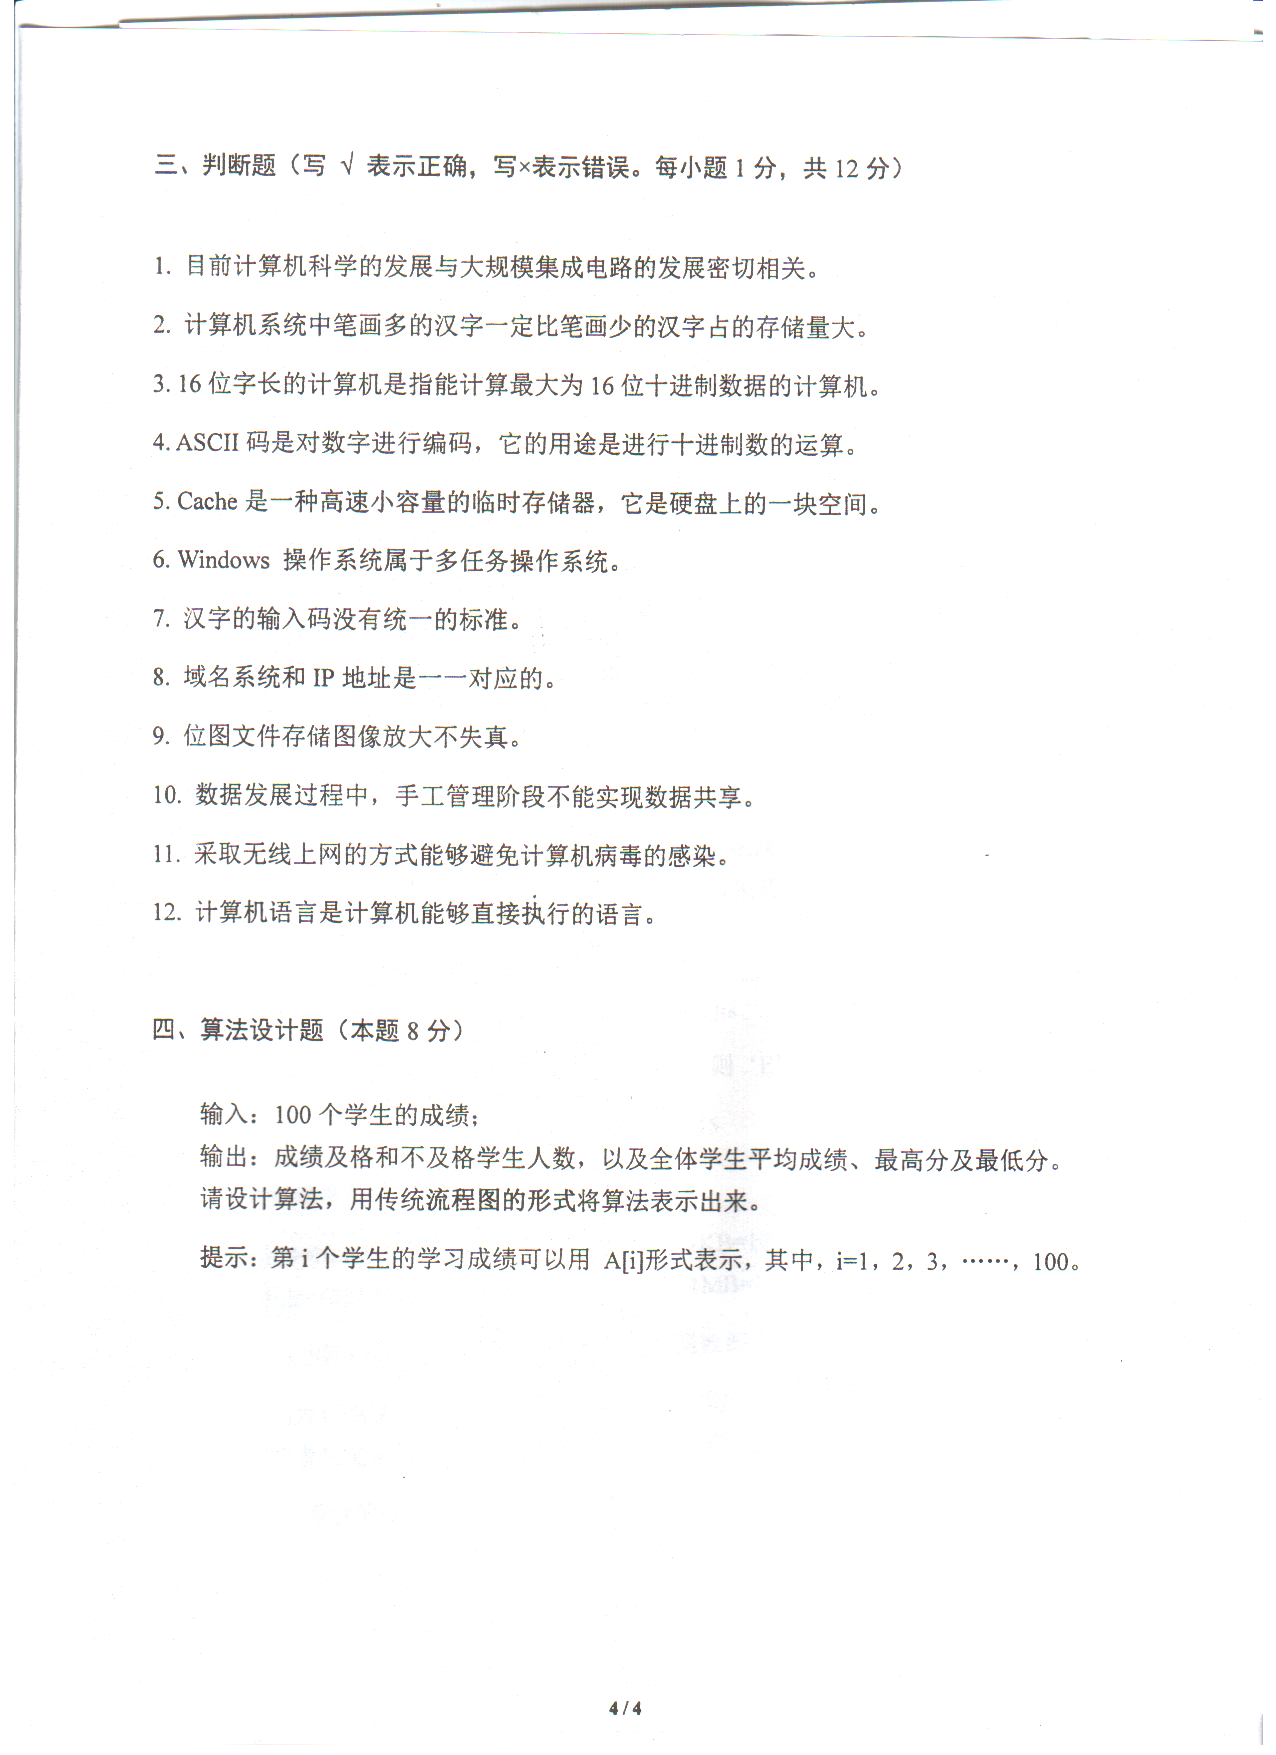 三、判断题（写 √ 表示正确，写×表示错误。每小题 1 分，共 12 分）
1. 目前计算机科学的发展与大规模集成电路的发展密切相关。
2. 计算机系统中笔画多的汉字一定比笔画少的汉字占的存储量大。
3. 16 位字长的计算机是指能计算最大为 16 位十进制数据的计算机。
4. ASCII 码是对数字进行编码，它的用途是进行十进制数的运算。
5. Cache 是一种高速小容量的临时存储器，它是硬盘上的一块空间。
6. Windows 操作系统属于多任务操作系统。
7. 汉字的输入码没有统一的标准。
8. 域名系统和 IP 地址是一一对应的。
9. 位图文件存储图像放大不失真。
10. 数据发展过程中，手工管理阶段不能实现数据共享。
11. 采取无线上网的方式能够避免计算机病毒的感染。
12. 计算机语言是计算机能够直接执行的语言。
四、算法设计题（本题 8 分）
输入：100 个学生的成绩；
输出：成绩及格和不及格学生人数，以及全体学生平均成绩、最高分及最低分。
请设计算法，用传统流程图的形式将算法表示出来。
提示：第 i 个学生的学习成绩可以用 A[i]形式表示，其中，i=1，2，3，……，100。
4 / 4